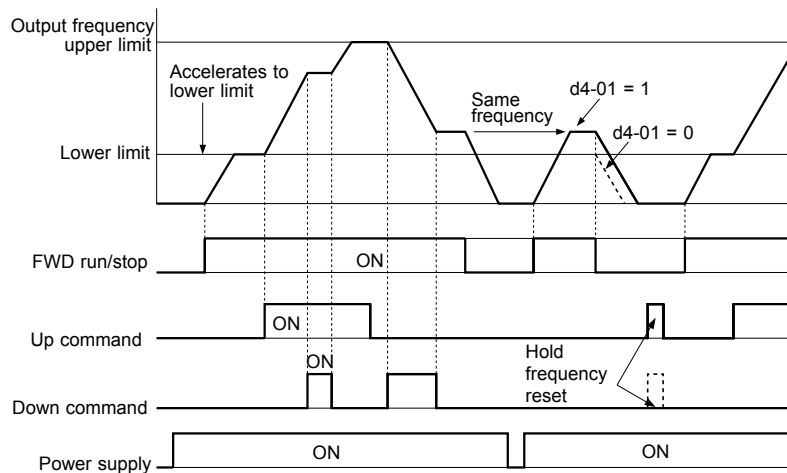 Output frequency
upper limit
Accelerates to
lower limit
Same
frequency
d4-01 = 1
d4-01 = 0
Lower limit
FWD run/stop
ON
Up command
ON
ON
Hold
frequency
reset
Down command
Power supply
ON
ON